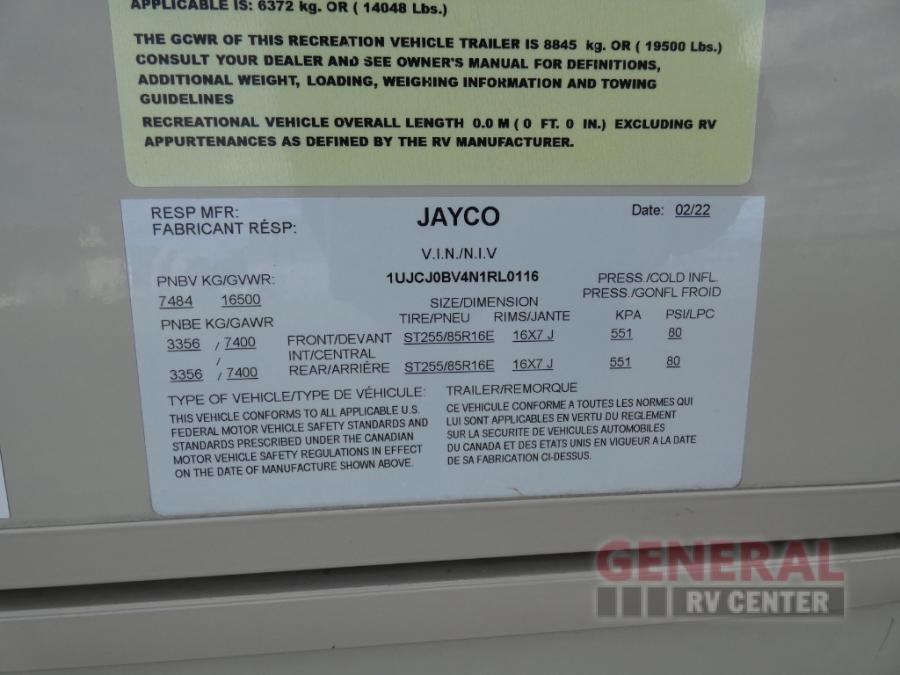 APPLICABLE IS: 6372 kg. OR ( 14048 Lbs.)
THE GCWR OF THIS RECREATION VEHICLE TRAILER IS 8845 kg. OR ( 19500 Lbs.)
CONSULT YOUR DEALER AND SEE OWNER'S MANUAL FOR DEFINITIONS,
ADDITIONAL WEIGHT, LOADING, WEIGHING INFORMATION AND TOWING
GUIDELINES
RECREATIONAL VEHICLE OVERALL LENGTH 0.0 M ( 0 FT. 0 IN.) EXCLUDING RV
APPURTENANCES AS DEFINED BY THE RV MANUFACTURER.
RESP MFR: JAYCO Date: 02/22
FABRICANT RÉSP:
V.I.N./N.I.V
PNBV KG/GVWR: 1UJCJ0BV4N1RL0116 PRESS./COLD INFL.
7484 16500 SIZE/DIMENSION PRESS./GONFL FROID
PNBE KG/GAWR TIRE/PNEU RIMS/JANTE KPA PSI/LPC
3356 / 7400 FRONT/DEVANT ST255/85R16E 16X7 J 551 80
INT/CENTRAL
3356 / 7400 REAR/ARRIÈRE ST255/85R16E 16X7 J 551 80
TYPE OF VEHICLE/TYPE DE VÉHICULE: TRAILER/REMORQUE
THIS VEHICLE CONFORMS TO ALL APPLICABLE U.S.
FEDERAL MOTOR VEHICLE SAFETY STANDARDS AND
STANDARDS PRESCRIBED UNDER THE CANADIAN
MOTOR VEHICLE SAFETY REGULATIONS IN EFFECT
ON THE DATE OF MANUFACTURE SHOWN ABOVE.
CE VEHICULE CONFORME A TOUTES LES NORMES QUI
LUI SONT APPLICABLES EN VERTU DU REGLEMENT
SUR LA SECURITE DE VEHICULES AUTOMOBILES
DU CANADA ET DES ETATS UNIS EN VIGUEUR A LA DATE
DE SA FABRICATION CI-DESSUS.
GENERAL
RV CENTER